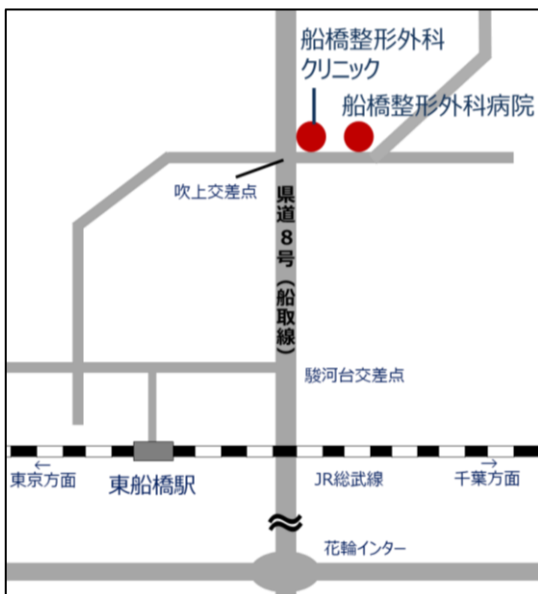 船橋整形外科
クリニック
船橋整形外科病院
吹上交差点
県道8号(船取線)
駿河台交差点
←
東京方面
東船橋駅
JR総武線
→
千葉方面
花輪インター